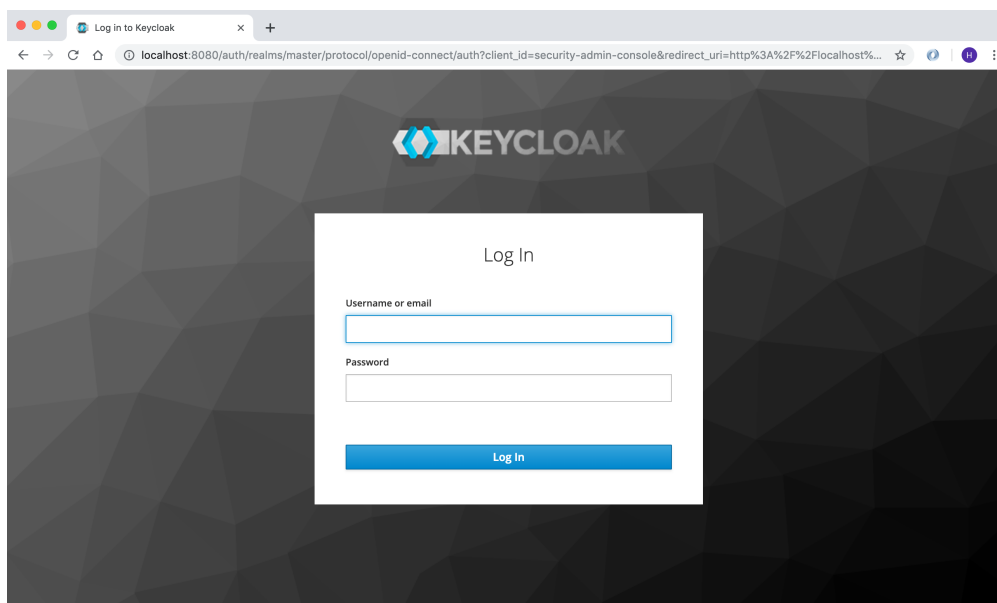 Log in to Keycloak
localhost:8080/auth/realms/master/protocol/openid-connect/auth?client_id=security-admin-console&redirect_uri=http%3A%2F%2Flocalhost%...
H
KEYCLOAK
Log In
Username or email
Password
Log In